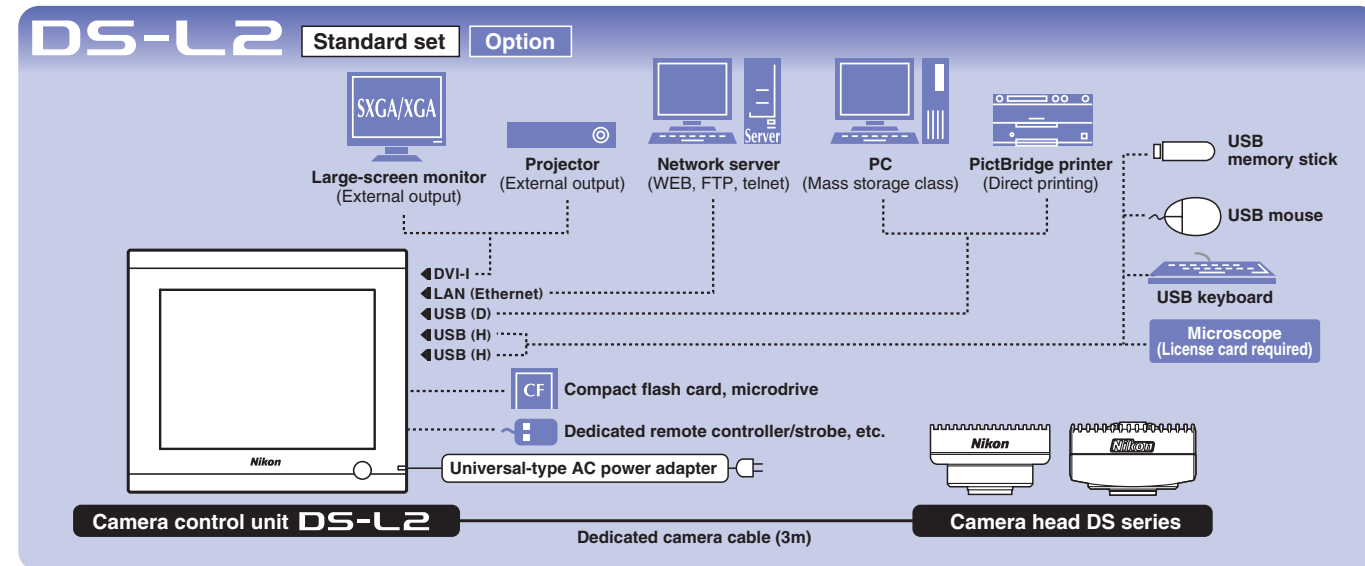 DS-L2 Standard set Option
SXGA/XGA
Server
Large-screen monitor
(External output)
Projector
(External output)
Network server
(WEB, FTP, telnet)
PC
(Mass storage class)
PictBridge printer
(Direct printing)
USB
memory stick
USB mouse
USB keyboard
Microscope
(License card required)
DVI-I
LAN (Ethernet)
USB (D)
USB (H)
USB (H)
CF Compact flash card, microdrive
Dedicated remote controller/strobe, etc.
Universal-type AC power adapter
Nikon
Nikon
Nikon
Camera control unit DS-L2
Dedicated camera cable (3m)
Camera head DS series